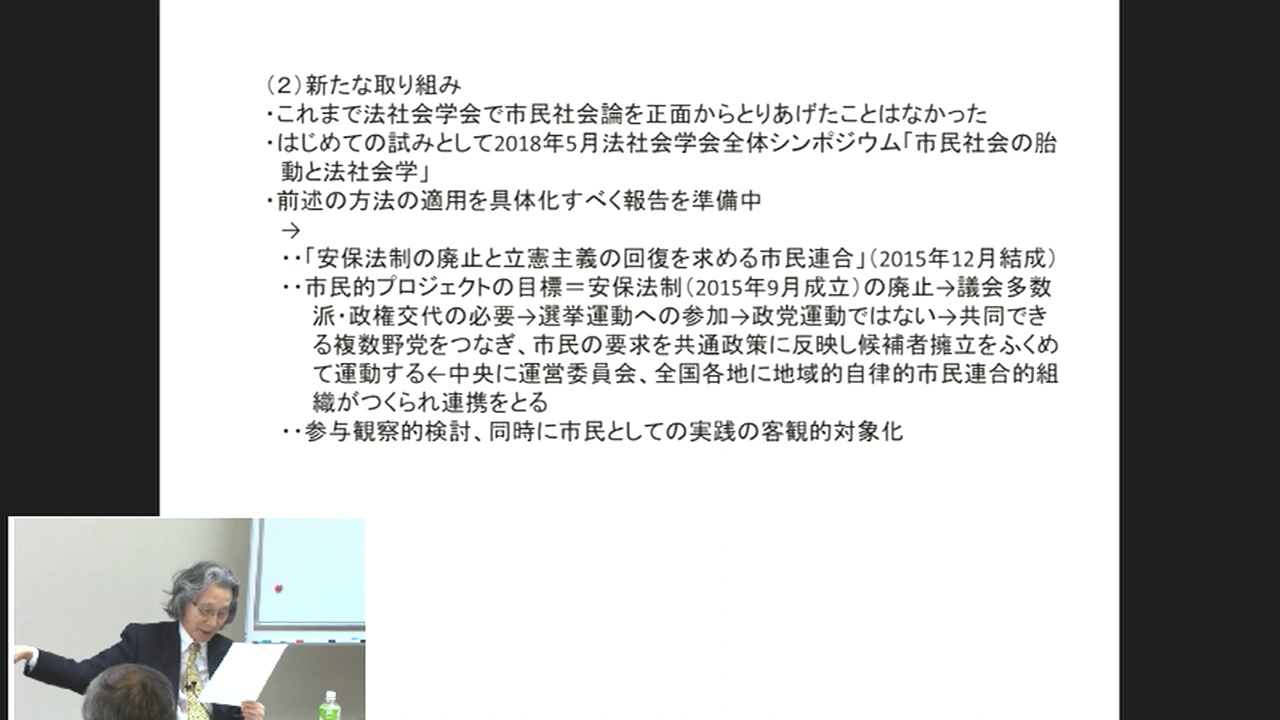 （２）新たな取り組み
・これまで法社会学会で市民社会論を正面からとりあげたことはなかった
・はじめての試みとして2018年5月法社会学会全体シンポジウム「市民社会の胎
動と法社会学」
・前述の方法の適用を具体化すべく報告を準備中
→
・・「安保法制の廃止と立憲主義の回復を求める市民連合」（2015年12月結成）
・・市民的プロジェクトの目標＝安保法制（2015年9月成立）の廃止→議会多数
派・政権交代の必要→選挙運動への参加→政党運動ではない→共同でき
る複数野党をつなぎ、市民の要求を共通政策に反映し候補者擁立をふくめ
て運動する←中央に運営委員会、全国各地に地域的自律的市民連合的組
織がつくられ連携をとる
・・参与観察的検討、同時に市民としての実践の客観的対象化